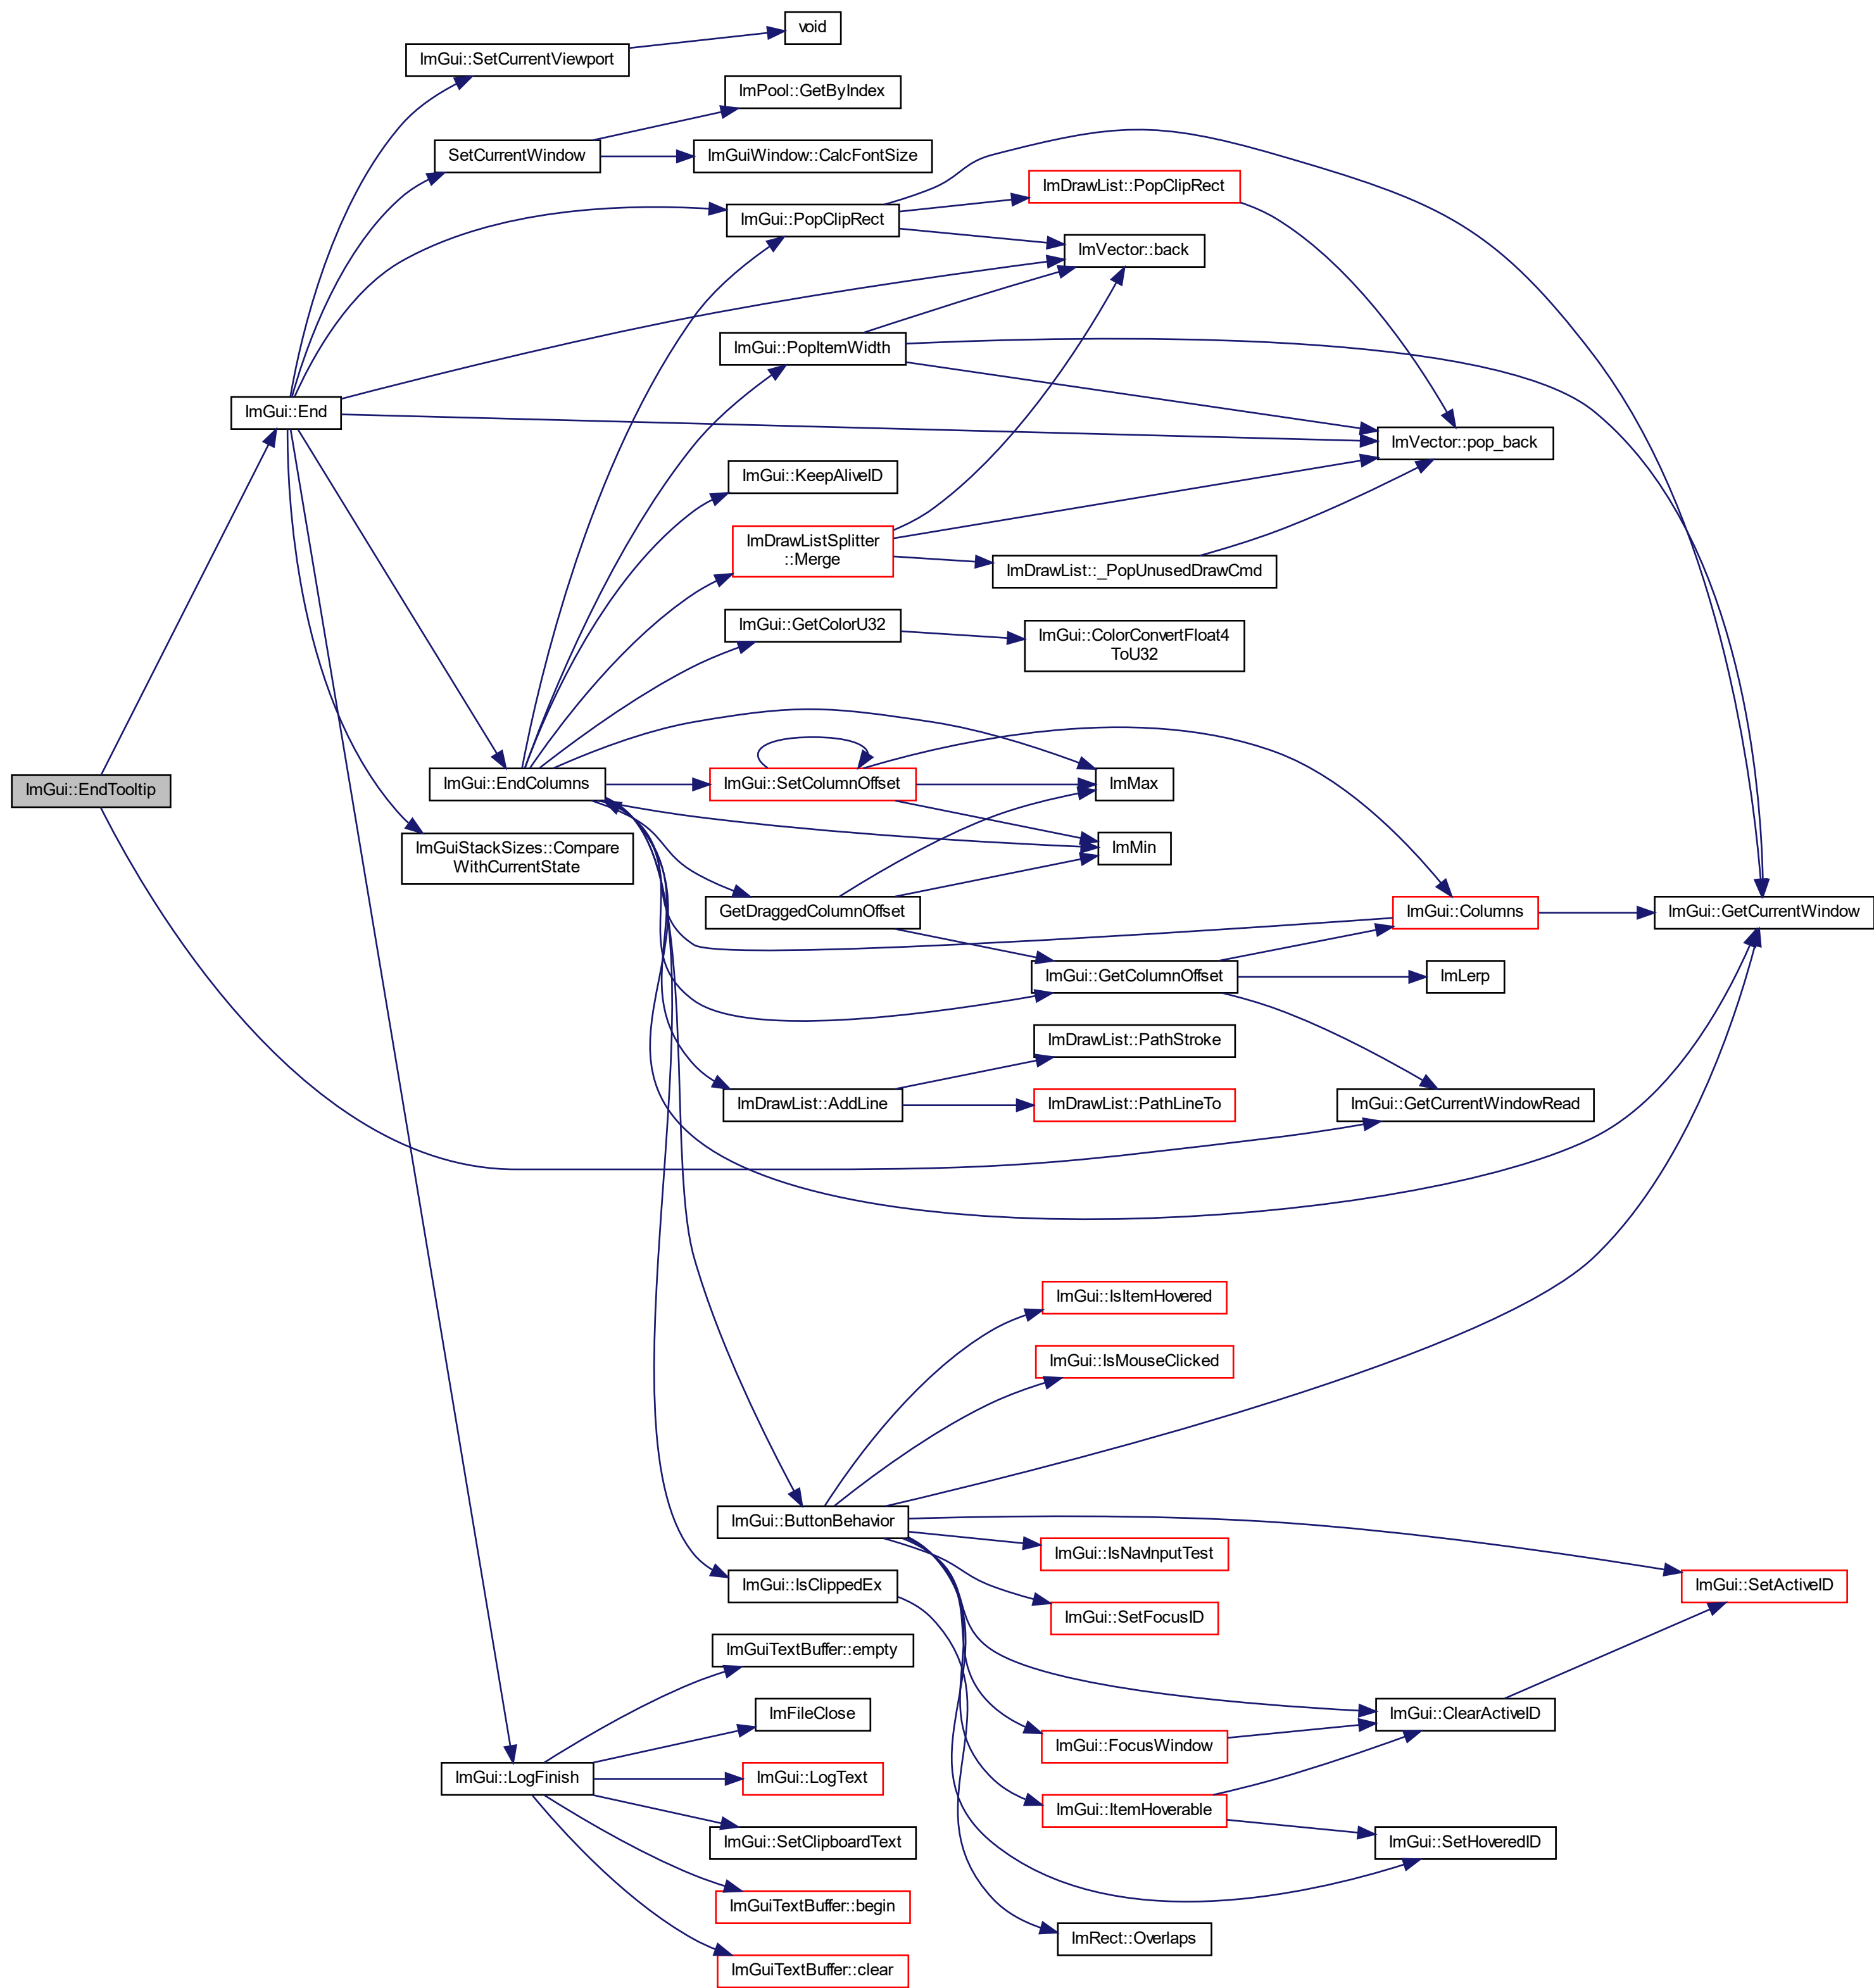 void
ImGui::SetCurrentViewport
ImPool::GetByIndex
SetCurrentWindow
ImGuiWindow::CalcFontSize
ImDrawList::PopClipRect
ImGui::PopClipRect
ImVector::back
ImGui::PopItemWidth
ImGui::End
ImVector::pop_back
ImGui::KeepAliveID
ImDrawListSplitter
::Merge
ImDrawList::_PopUnusedDrawCmd
ImGui::GetColorU32
ImGui::ColorConvertFloat4
ToU32
ImGui::EndTooltip
ImGui::EndColumns
ImGui::SetColumnOffset
ImMax
ImGuiStackSizes::Compare
WithCurrentState
ImMin
GetDraggedColumnOffset
ImGui::Columns
ImGui::GetCurrentWindow
ImGui::GetColumnOffset
ImLerp
ImDrawList::PathStroke
ImDrawList::AddLine
ImDrawList::PathLineTo
ImGui::GetCurrentWindowRead
ImGui::IsItemHovered
ImGui::IsMouseClicked
ImGui::ButtonBehavior
ImGui::IsNavInputTest
ImGui::IsClippedEx
ImGui::SetActiveID
ImGui::SetFocusID
ImGuiTextBuffer::empty
ImFileClose
ImGui::ClearActiveID
ImGui::FocusWindow
ImGui::LogFinish
ImGui::LogText
ImGui::ItemHoverable
ImGui::SetClipboardText
ImGui::SetHoveredID
ImGuiTextBuffer::begin
ImRect::Overlaps
ImGuiTextBuffer::clear